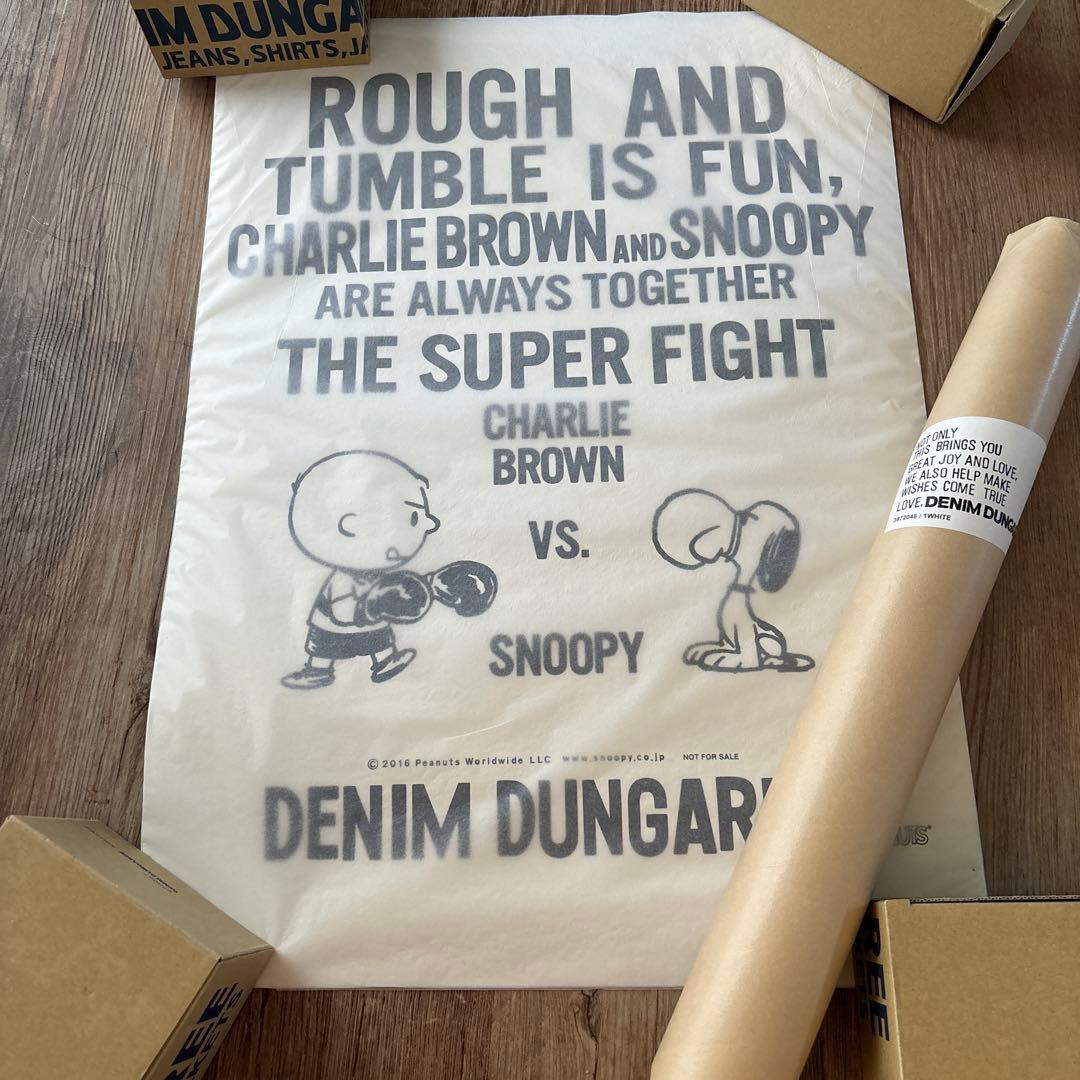 IM DUNGA
JEANS, SHIRTS, JA
ROUGH AND
TUMBLE IS FUN,
CHARLIE BROWN AND SNOOPY
ARE ALWAYS TOGETHER
THE SUPER FIGHT
CHARLIE
BROWN
VS.
SNOOPY
© 2016 Peanuts Worldwide LLC www.snoopy.co.jp NOT FOR SALE
DENIM DUNGAR
NOT ONLY
THIS BRINGS YOU
GREAT JOY AND LOVE,
WE ALSO HELP MAKE
WISHES COME TRUE
LOVE, DENIM DUNG
1WHITE